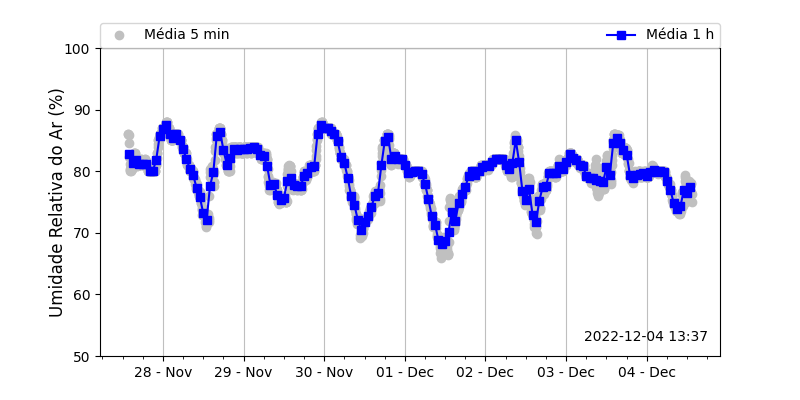 Média 5 min
Média 1 h
Umidade Relativa do Ar (%)
100
90
80
70
60
50
2022-12-04 13:37
28 - Nov
29 - Nov
30 - Nov
01 - Dec
02 - Dec
03 - Dec
04 - Dec